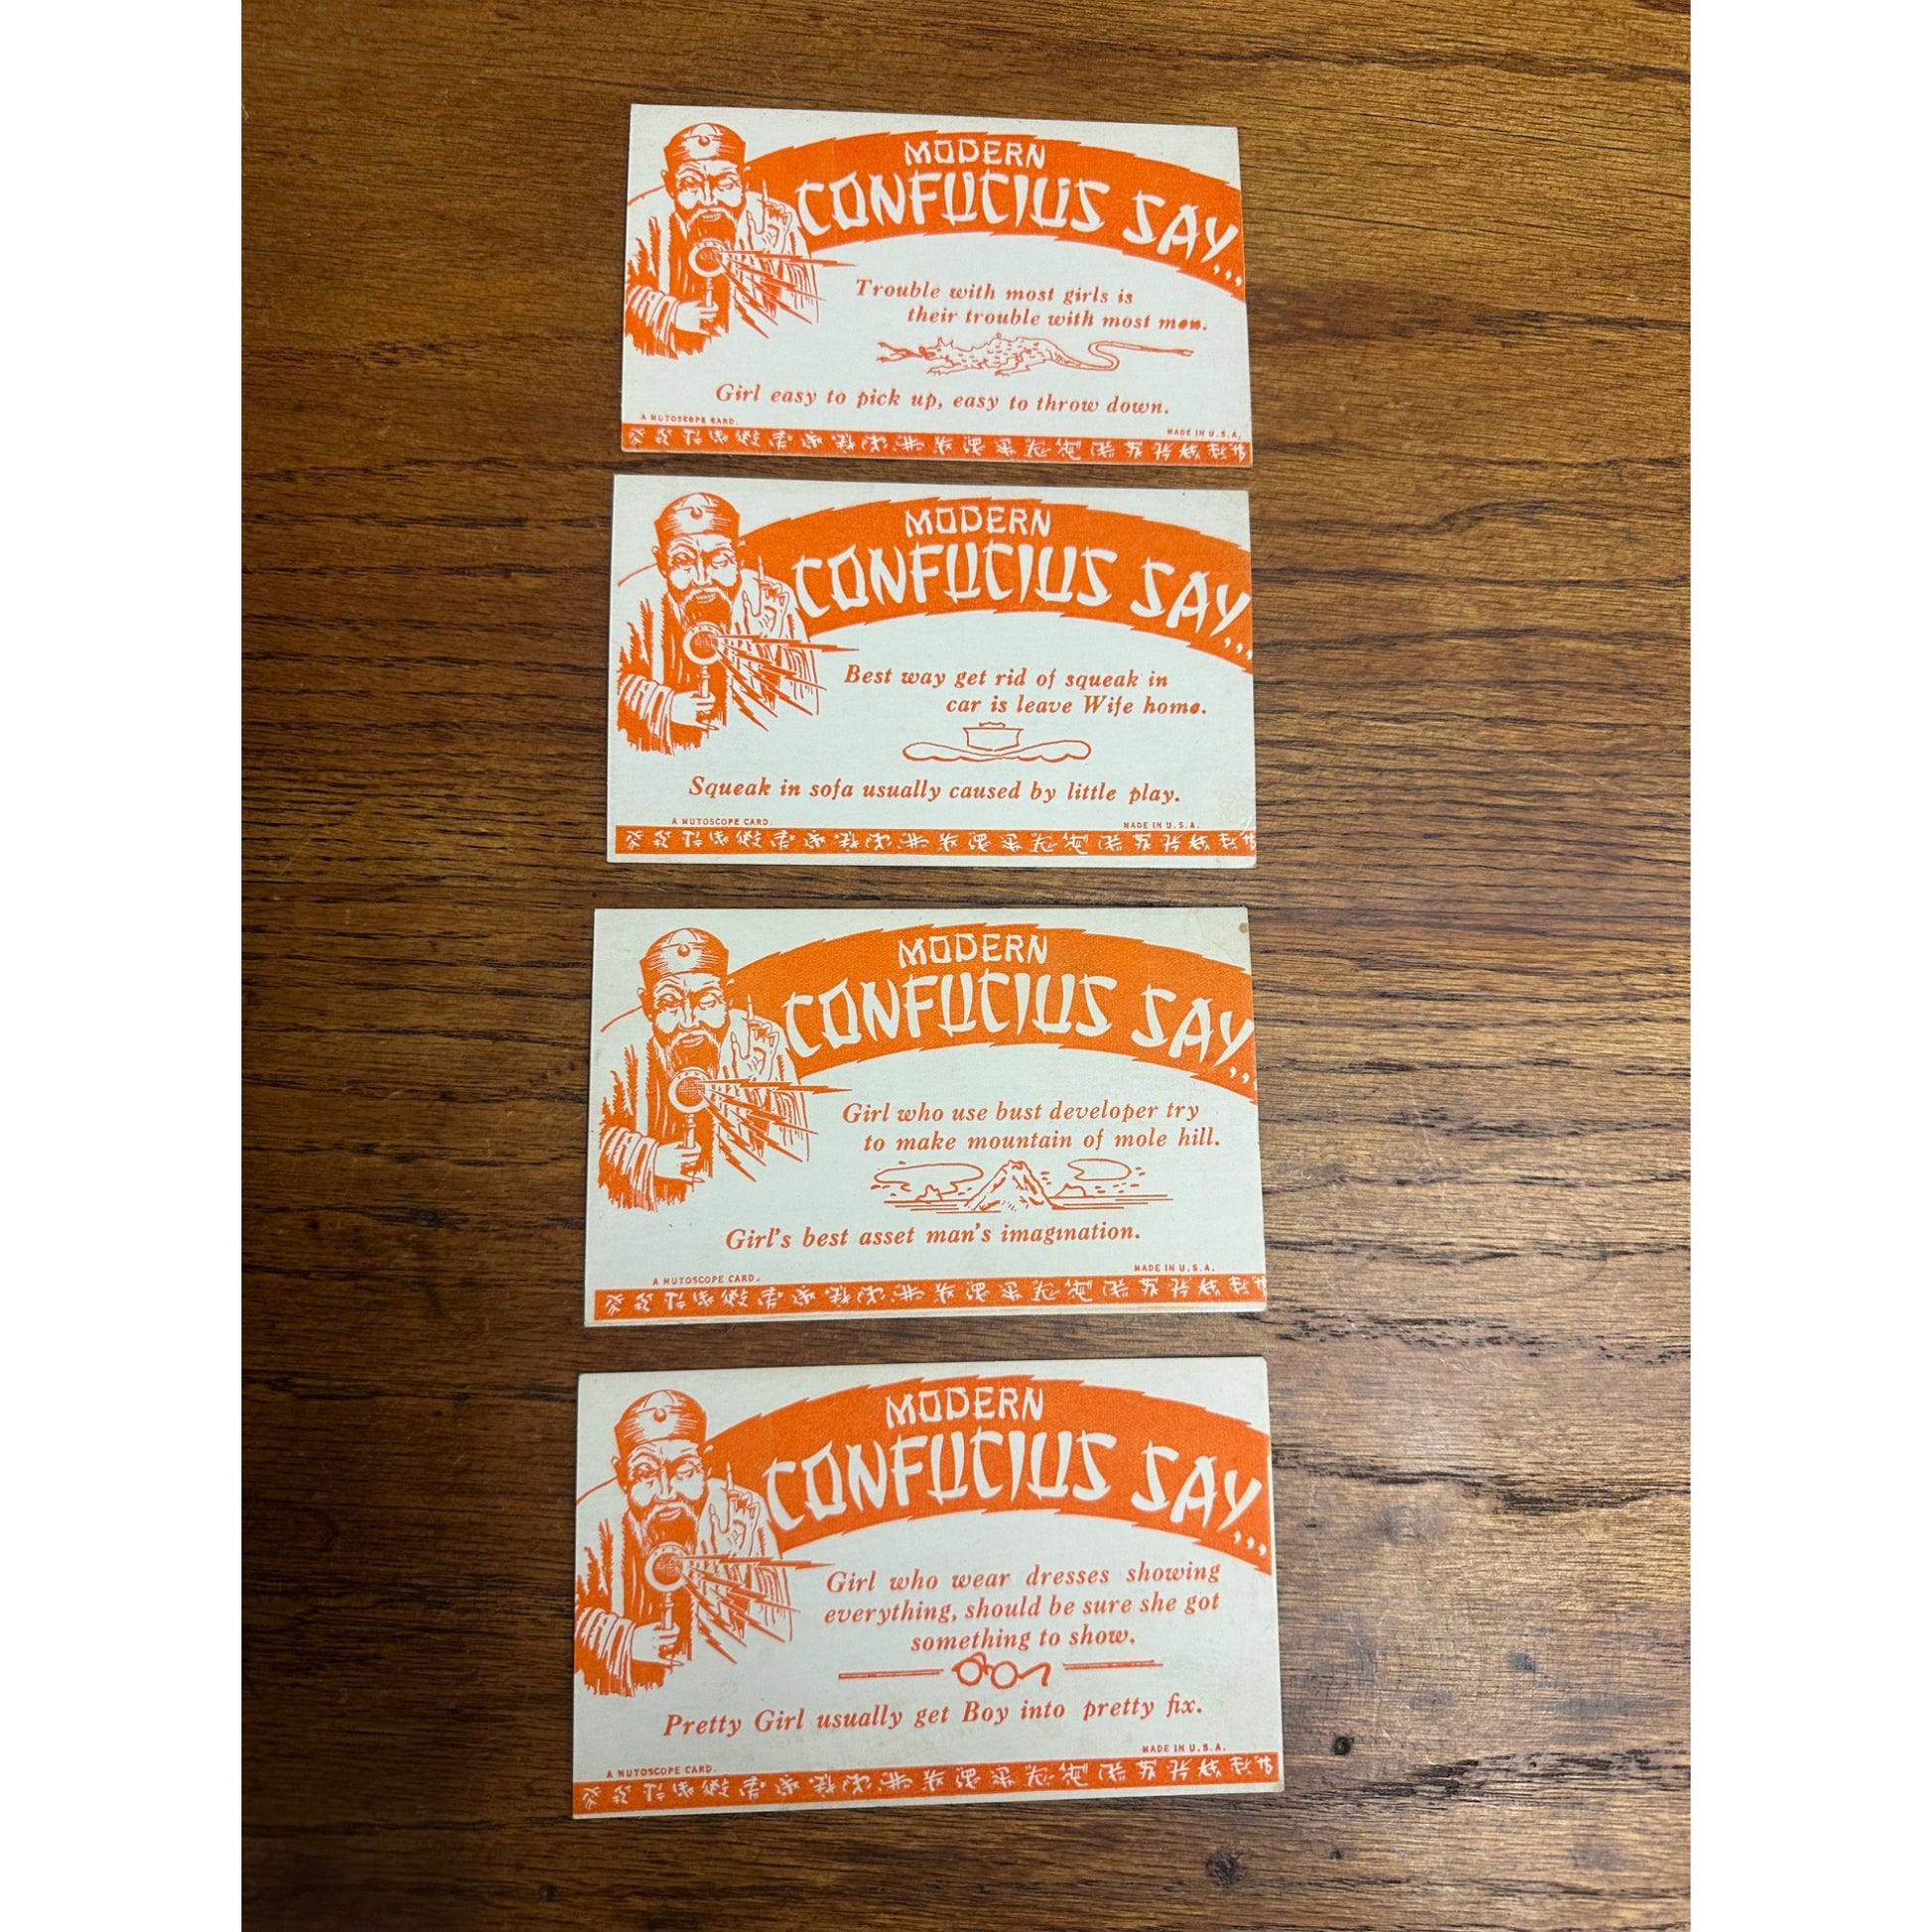 MODERN
CONFUCIUS SAY...
Trouble with most girls is
their trouble with most men.
Girl easy to pick up, easy to throw down.
A MUTOSCOPE CARD.
MADE IN U.S.A.
MODERN
CONFUCIUS SAY...
Best way get rid of squeak in
car is leave Wife home.
Squeak in sofa usually caused by little play.
A MUTOSCOPE CARD.
MADE IN U.S.A.
MODERN
CONFUCIUS SAY...
Girl who use bust developer try
to make mountain of mole hill.
Girl's best asset man's imagination.
A MUTOSCOPE CARD.
MADE IN U.S.A.
MODERN
CONFUCIUS SAY...
Girl who wear dresses showing
everything, should be sure she got
something to show.
Pretty Girl usually get Boy into pretty fix.
A MUTOSCOPE CARD.
MADE IN U.S.A.